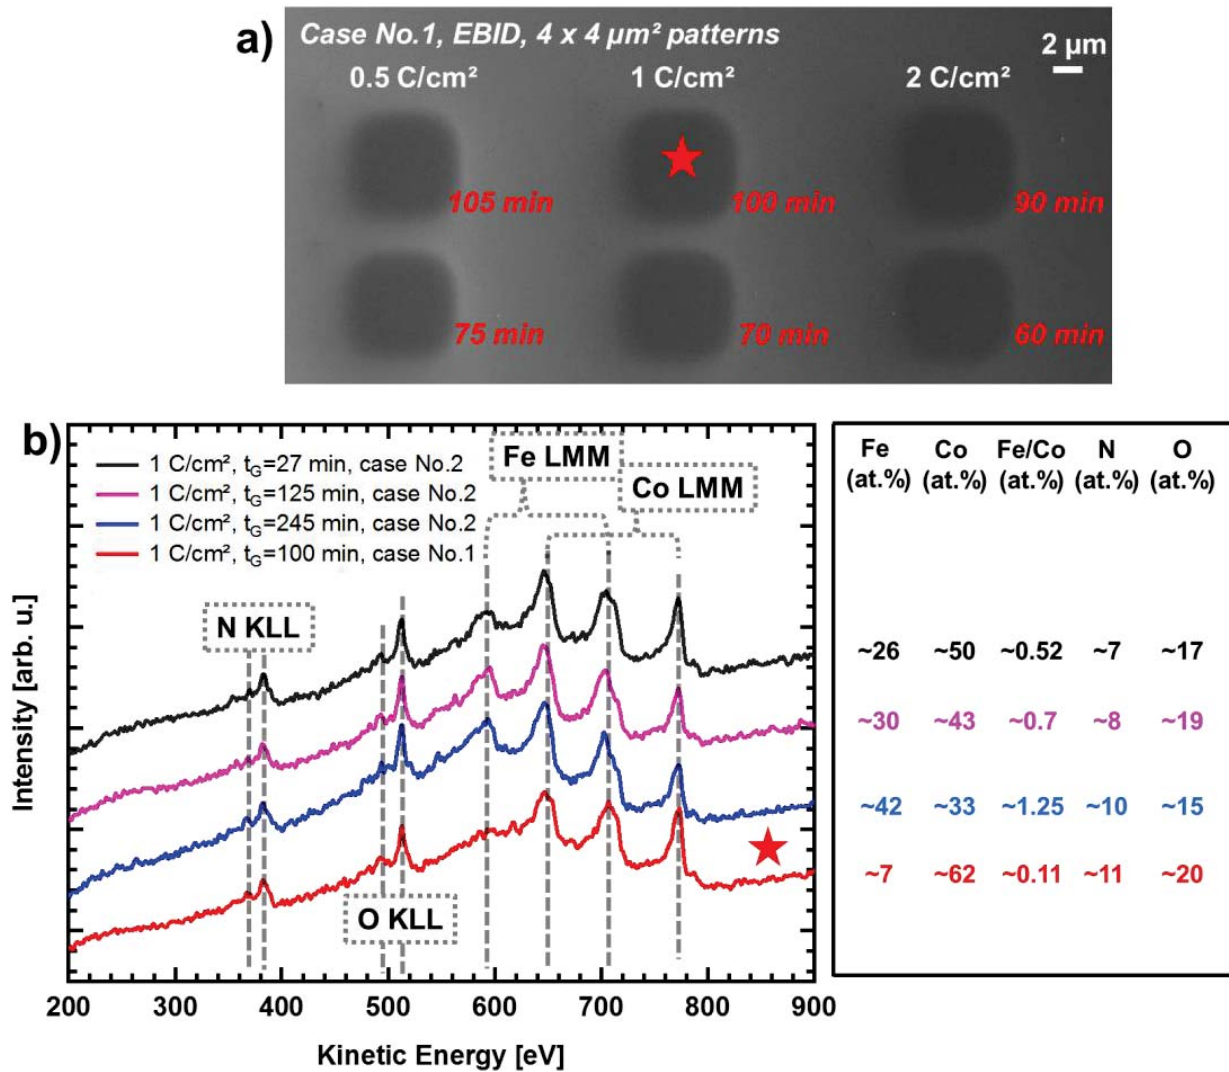 a)
Case No.1, EBID, 4 x 4 µm² patterns
2 µm
0.5 C/cm²
1 C/cm²
2 C/cm²
105 min
100 min
90 min
75 min
70 min
60 min
b)
1 C/cm², tG=27 min, case No.2
1 C/cm², tG=125 min, case No.2
1 C/cm², tG=245 min, case No.2
1 C/cm², tG=100 min, case No.1
Fe LMM
Co LMM
N KLL
O KLL
Intensity [arb. u.]
200 300 400 500 600 700 800 900
Kinetic Energy [eV]
Fe Co Fe/Co N O
(at.%) (at.%) (at.%) (at.%) (at.%)
~26 ~50 ~0.52 ~7 ~17
~30 ~43 ~0.7 ~8 ~19
~42 ~33 ~1.25 ~10 ~15
~7 ~62 ~0.11 ~11 ~20